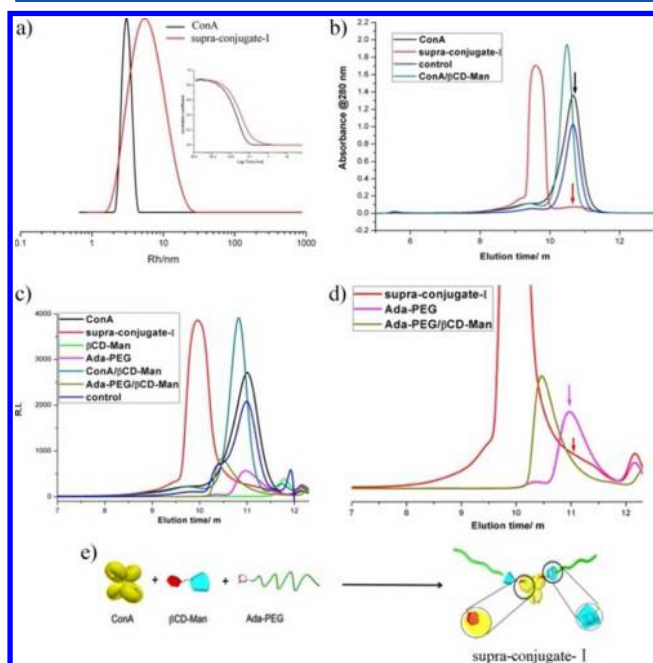 a)
ConA
supra-conjugate-I
0.1 1 10 100 1000
Rh/nm
b)
ConA
supra-conjugate-I
control
ConA/βCD-Man
Absorbance @280 nm
2.0
1.8
1.6
1.4
1.2
1.0
0.8
0.6
0.4
0.2
0.0
6 8 10 12
Elution time/ m
c)
ConA
supra-conjugate-I
βCD-Man
Ada-PEG
ConA/βCD-Man
Ada-PEG/βCD-Man
control
R.I.
4000
3000
2000
1000
0
7 8 9 10 11 12
Elution time/ m
d)
supra-conjugate-I
Ada-PEG
Ada-PEG/βCD-Man
7 8 9 10 11 12
Elution time/ m
e)
+ +
ConA βCD-Man Ada-PEG
supra-conjugate- I